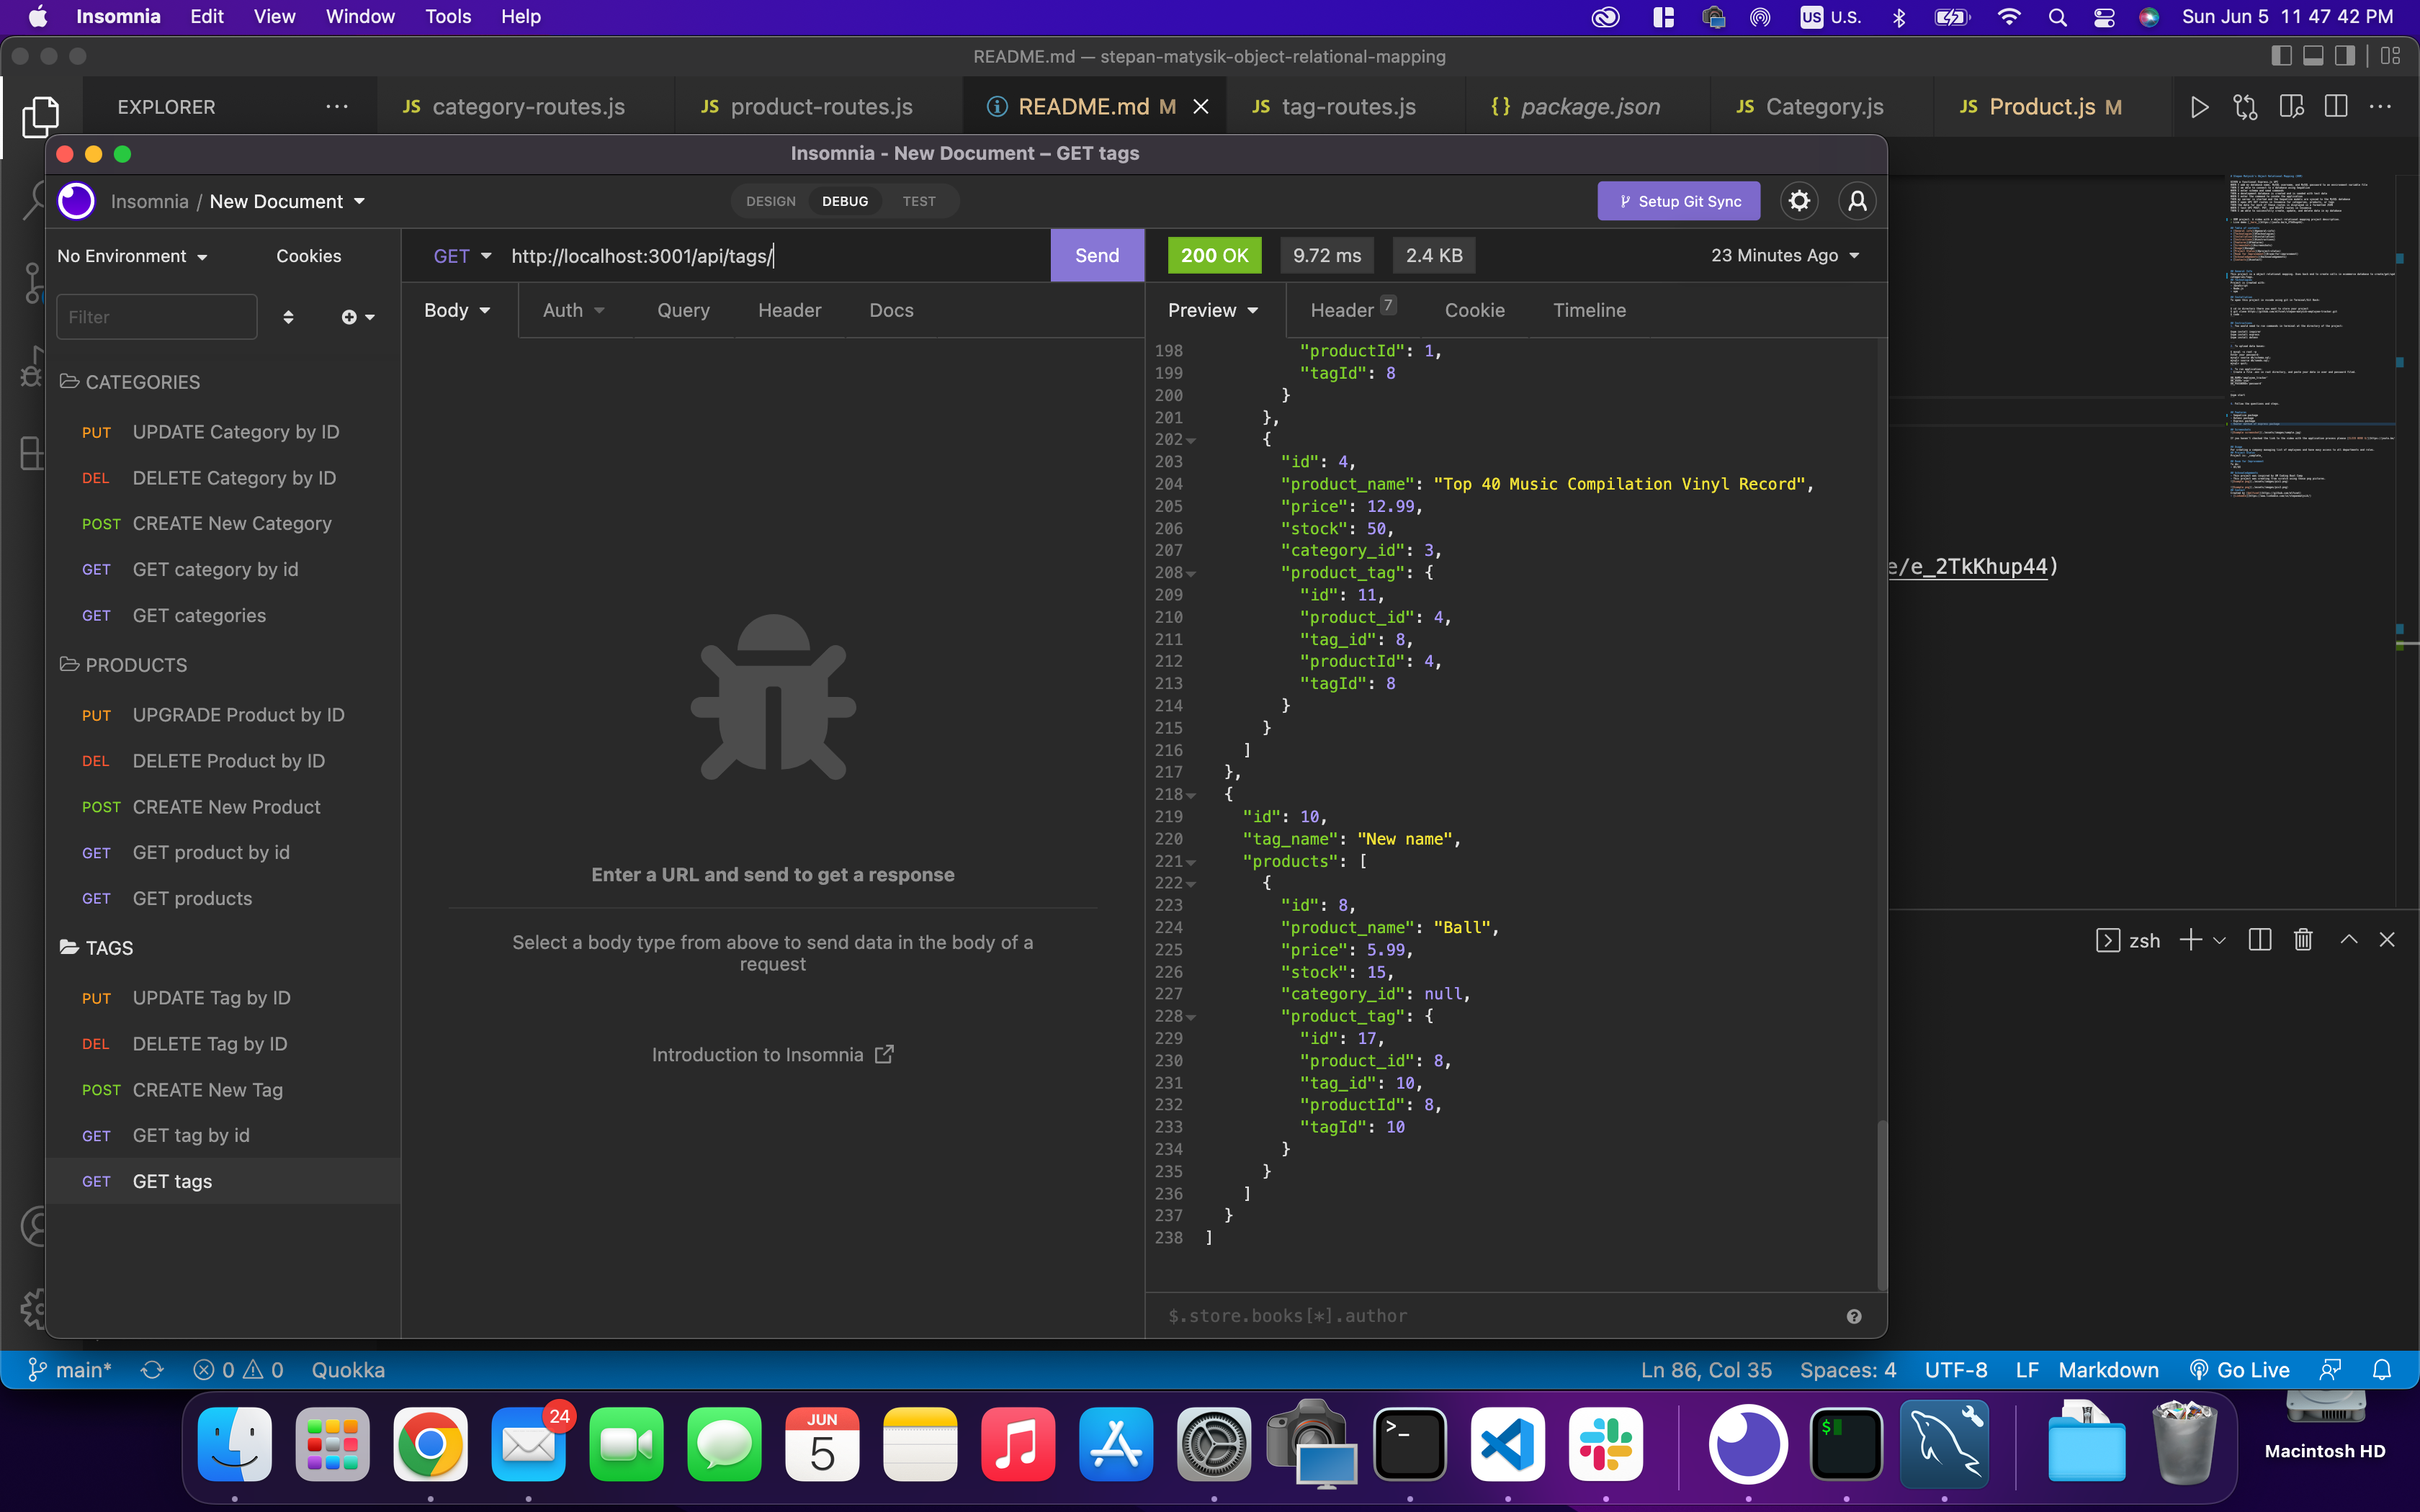 Insomnia Edit View Window Tools Help
US U.S. Sun Jun 5 11 47 42 PM
README.md — stepan-matysik-object-relational-mapping
EXPLORER ···
JS category-routes.js JS product-routes.js README.md M JS tag-routes.js {} package.json JS Category.js JS Product.js M
Insomnia - New Document – GET tags
Insomnia / New Document
DESIGN DEBUG TEST
Setup Git Sync
No Environment Cookies
GET http://localhost:3001/api/tags/ Send
200 OK 9.72 ms 2.4 KB 23 Minutes Ago
Filter
Body Auth Query Header Docs
Preview Header 7 Cookie Timeline
CATEGORIES
PUT UPDATE Category by ID
DEL DELETE Category by ID
POST CREATE New Category
GET GET category by id
GET GET categories
PRODUCTS
PUT UPGRADE Product by ID
DEL DELETE Product by ID
POST CREATE New Product
GET GET product by id
GET GET products
TAGS
PUT UPDATE Tag by ID
DEL DELETE Tag by ID
POST CREATE New Tag
GET GET tag by id
GET GET tags
Enter a URL and send to get a response
Select a body type from above to send data in the body of a
request
Introduction to Insomnia
198 "productId": 1,
199 "tagId": 8
200 }
201 },
202 {
203 "id": 4,
204 "product_name": "Top 40 Music Compilation Vinyl Record",
205 "price": 12.99,
206 "stock": 50,
207 "category_id": 3,
208 "product_tag": {
209 "id": 11,
210 "product_id": 4,
211 "tag_id": 8,
212 "productId": 4,
213 "tagId": 8
214 }
215 }
216 ]
217 },
218 {
219 "id": 10,
220 "tag_name": "New name",
221 "products": [
222 {
223 "id": 8,
224 "product_name": "Ball",
225 "price": 5.99,
226 "stock": 15,
227 "category_id": null,
228 "product_tag": {
229 "id": 17,
230 "product_id": 8,
231 "tag_id": 10,
232 "productId": 8,
233 "tagId": 10
234 }
235 }
236 ]
237 }
238 ]
$.store.books[*].author
e/e_2TkKhup44)
zsh
main* 0 0 Quokka
Ln 86, Col 35 Spaces: 4 UTF-8 LF Markdown Go Live
24
JUN
5
Macintosh HD